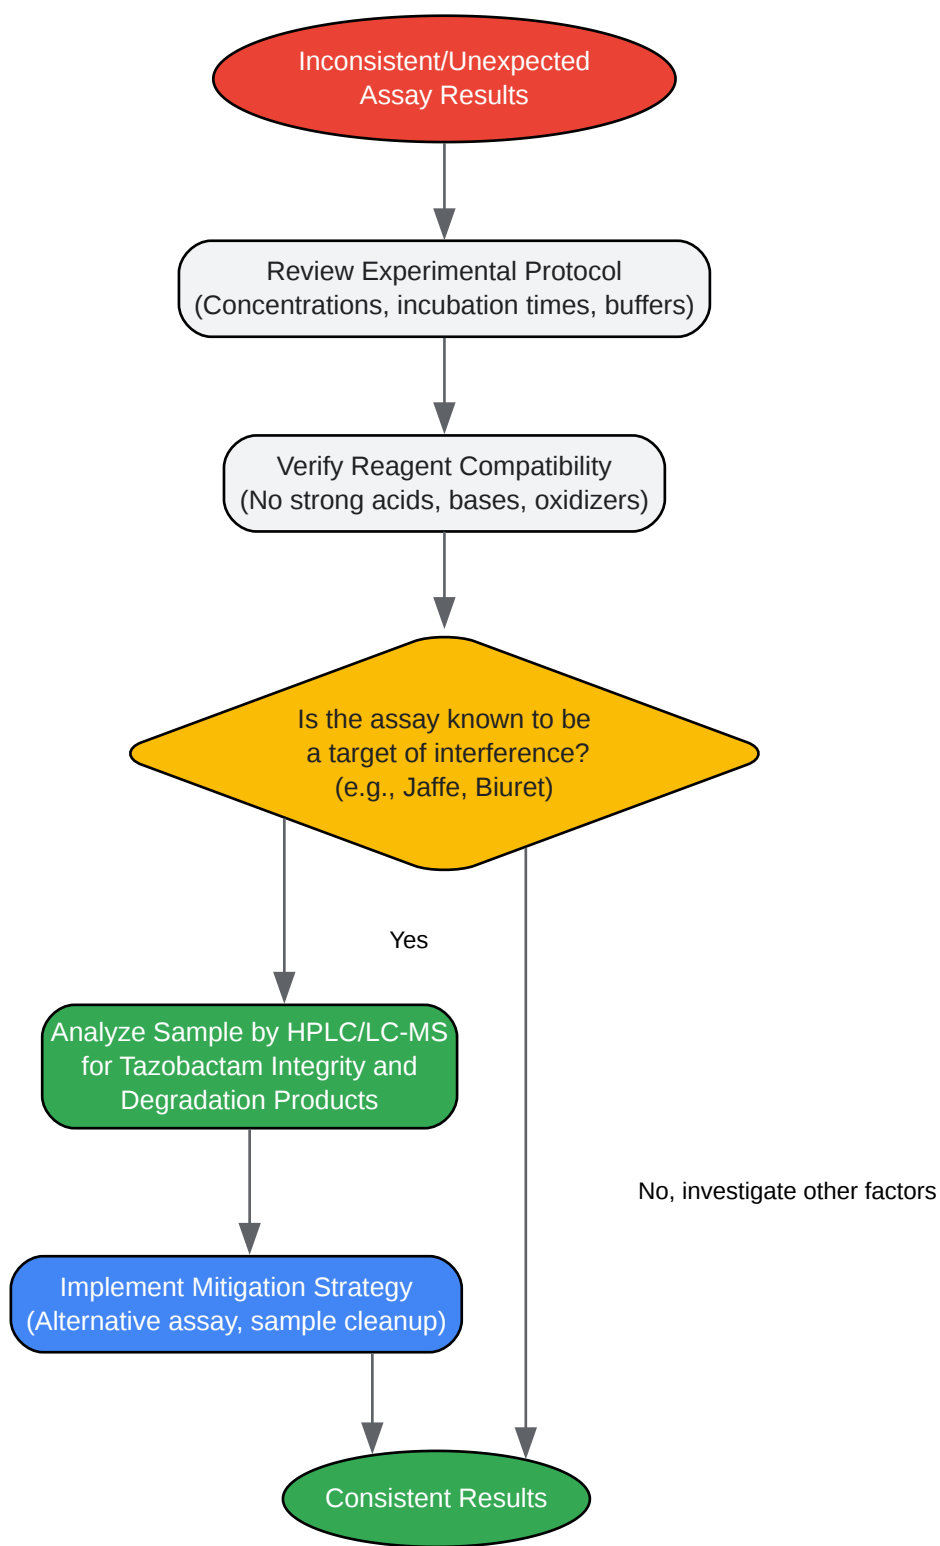 Inconsistent/Unexpected
Assay Results
Review Experimental Protocol
(Concentrations, incubation times, buffers)
Verify Reagent Compatibility
(No strong acids, bases, oxidizers)
Is the assay known to be
a target of interference?
(e.g., Jaffe, Biuret)
Yes
Analyze Sample by HPLC/LC-MS
for Tazobactam Integrity and
Degradation Products
No, investigate other factors
Implement Mitigation Strategy
(Alternative assay, sample cleanup)
Consistent Results